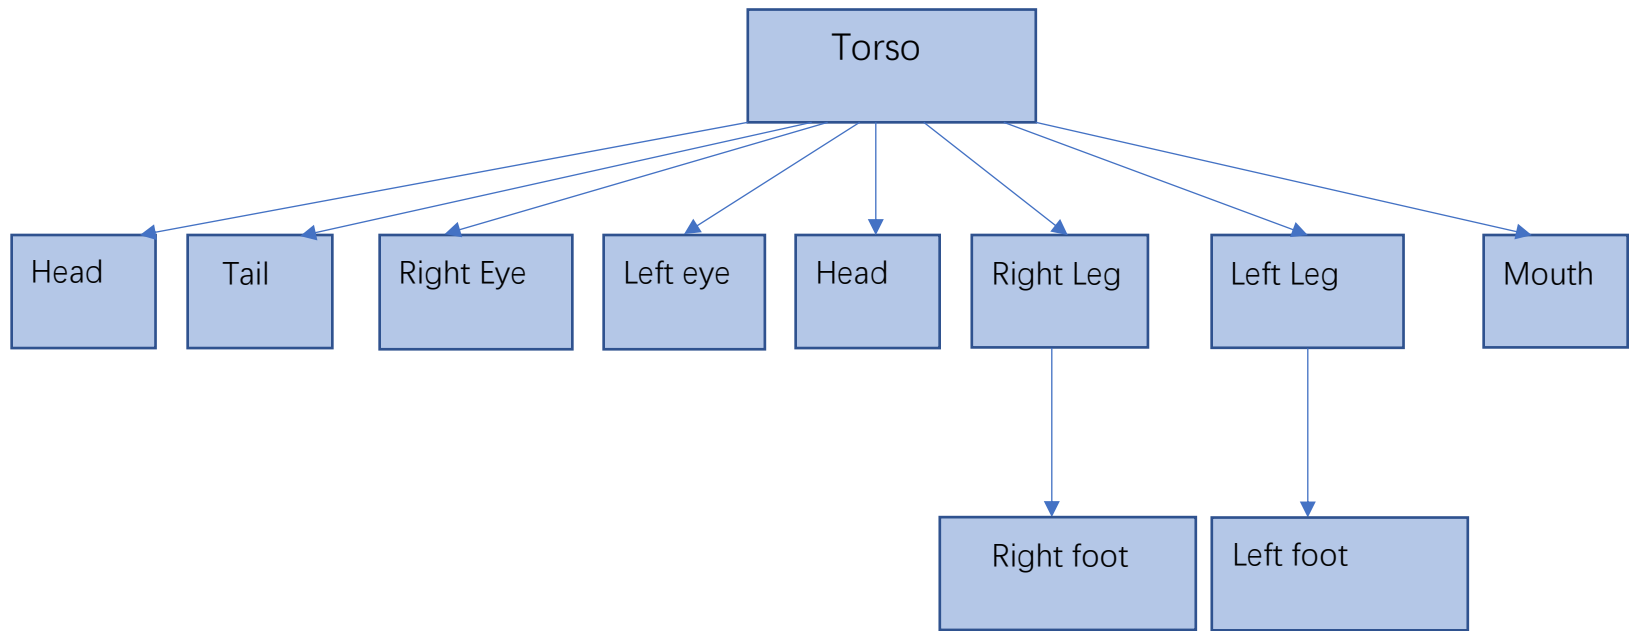 Torso
Head
Tail
Right Eye
Left eye
Head
Right Leg
Left Leg
Mouth
Right foot
Left foot